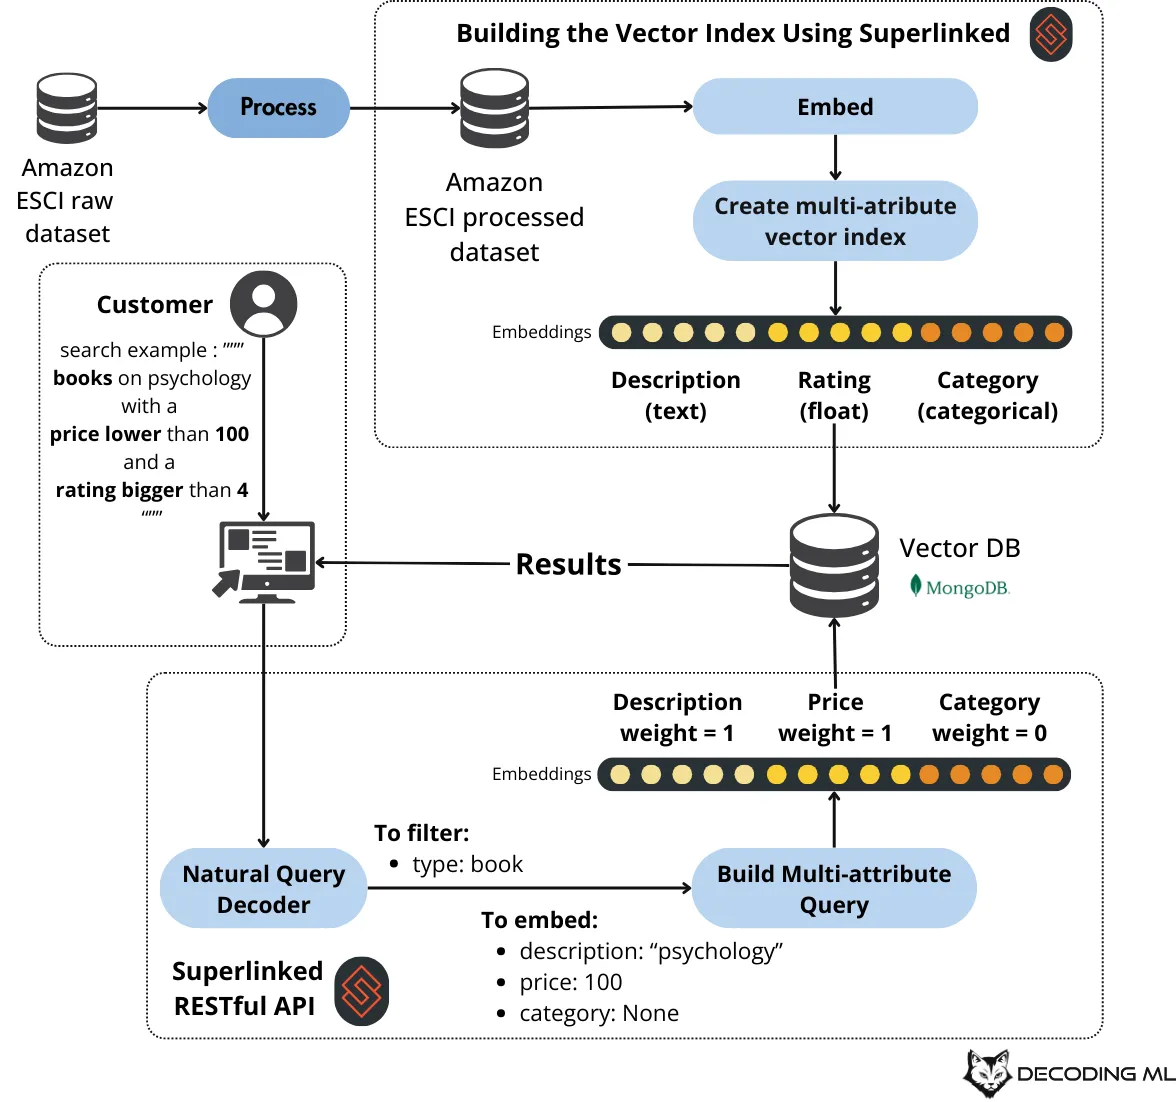 Building the Vector Index Using Superlinked
Process
Embed
Amazon
ESCI raw
dataset
Amazon
ESCI processed
dataset
Create multi-atribute
vector index
Embeddings
Description
(text)
Rating
(float)
Category
(categorical)
Customer
search example : """
books on psychology
with a
price lower than 100
and a
rating bigger than 4
"""
Results
Vector DB
MongoDB.
Description
weight = 1
Price
weight = 1
Category
weight = 0
Embeddings
To filter:
• type: book
Natural Query
Decoder
Build Multi-attribute
Query
To embed:
• description: “psychology”
• price: 100
• category: None
Superlinked
RESTful API
DECODING ML